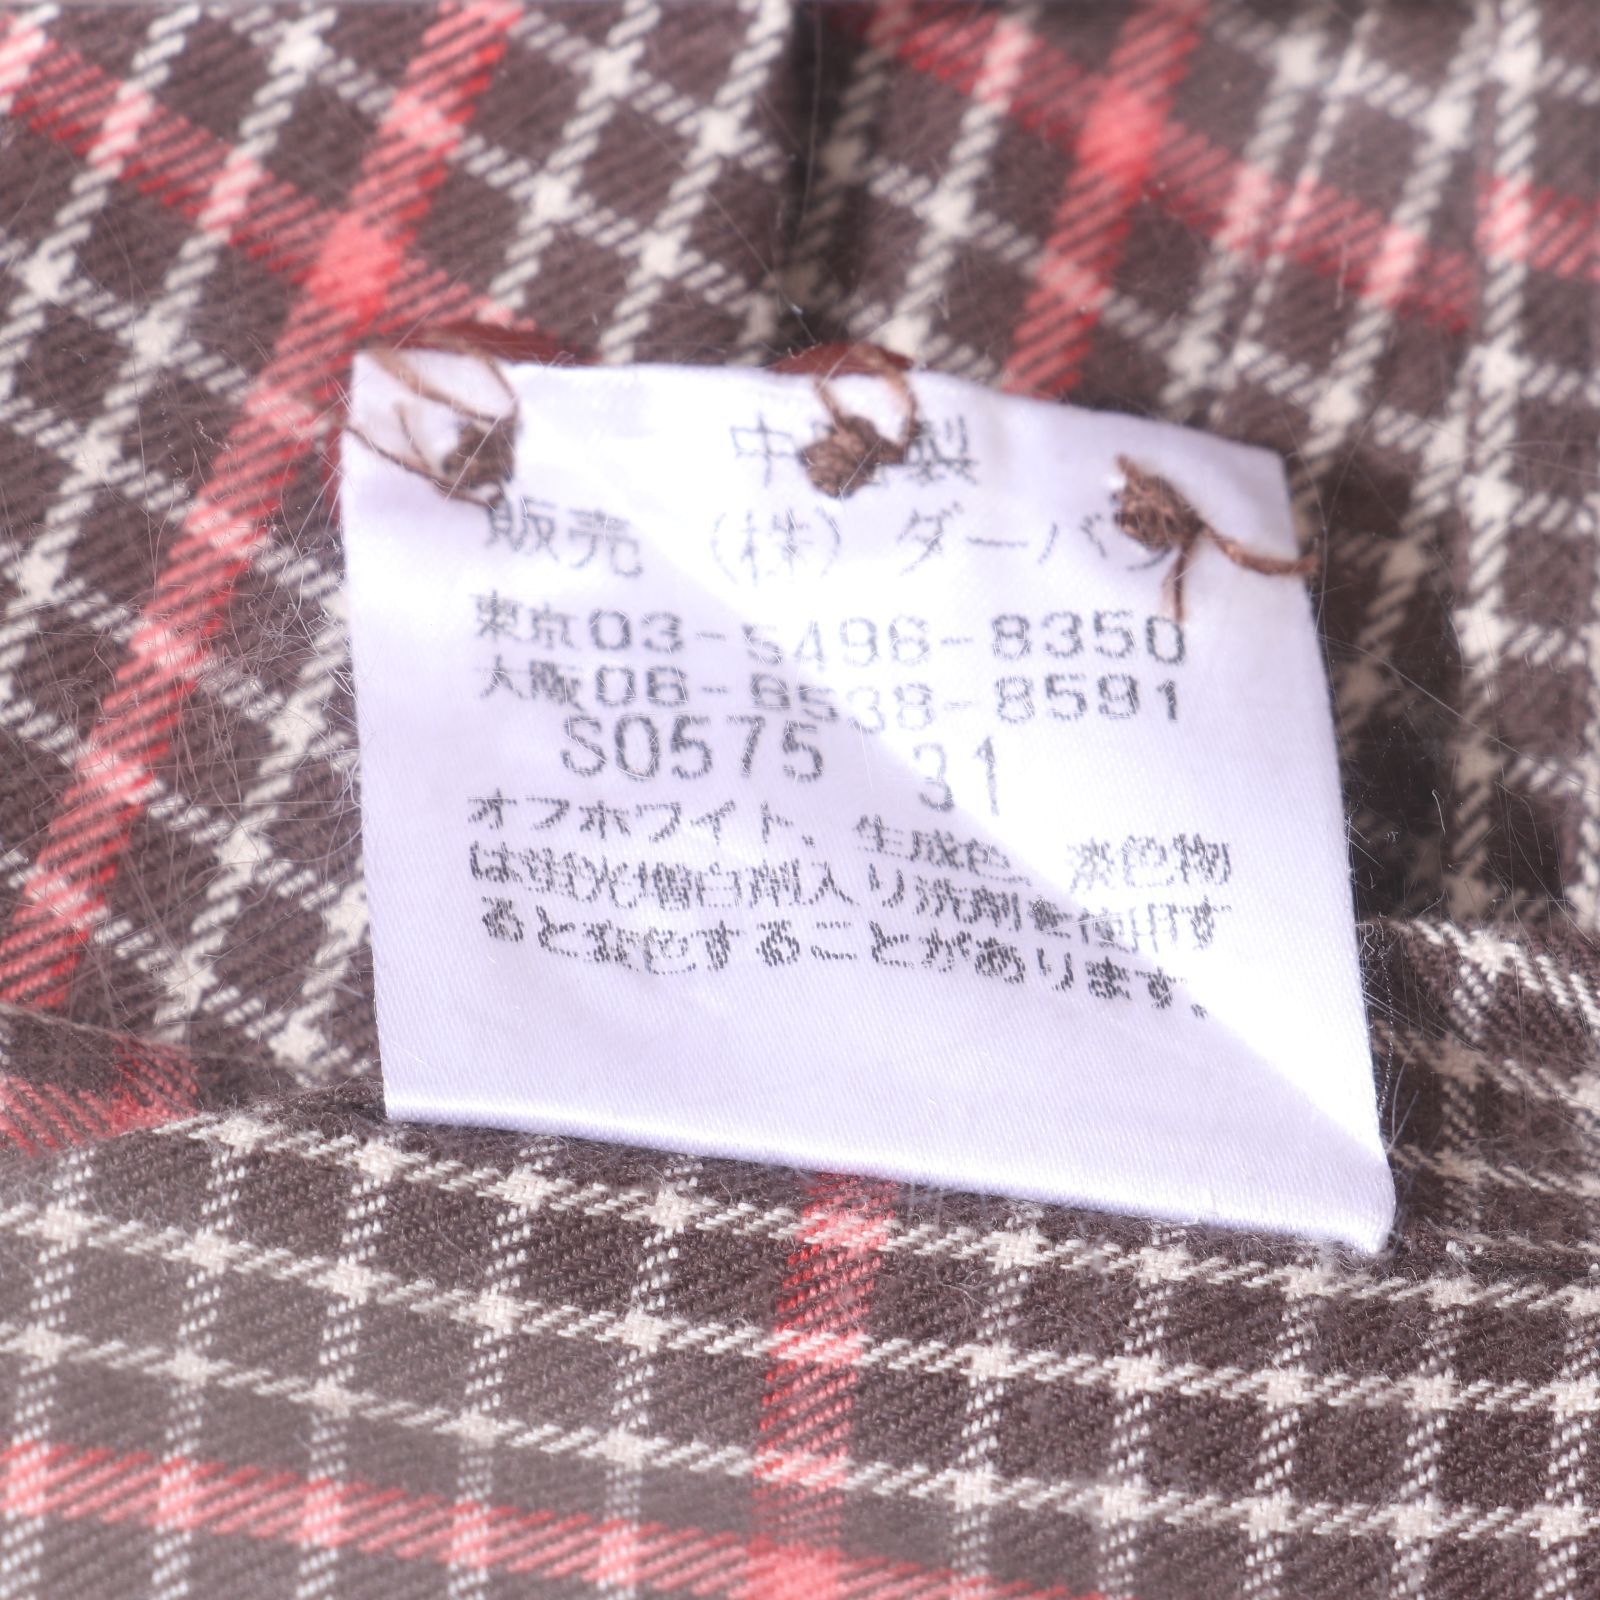 中国製
販売 (株) ダーバン
東京03-5496-8350
大阪06-6538-8591
S0575 31
オフホワイト、生成色、淡色物
は蛍光増白剤入り洗剤を使用す
ると変色することがあります。